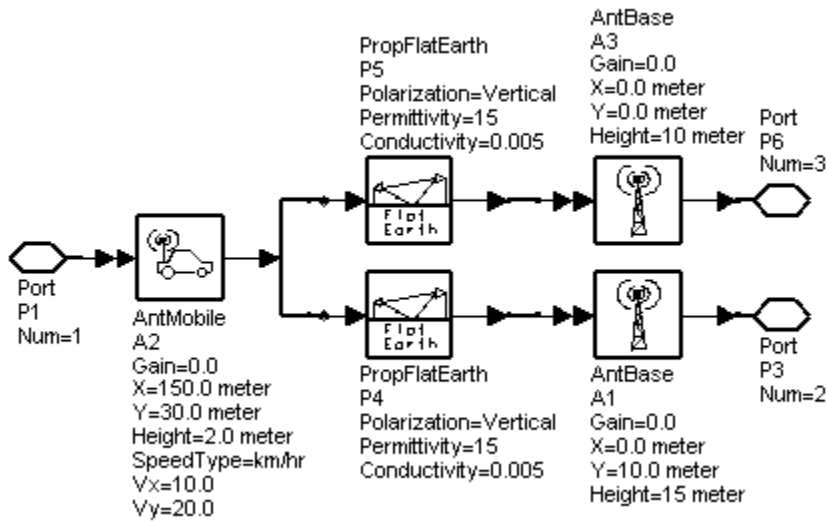 PropFlatEarth
P5
Polarization=Vertical
Permittivity=15
Conductivity=0.005
AntBase
A3
Gain=0.0
X=0.0 meter
Y=0.0 meter
Height=10 meter
Port
P6
Num=3
Flat
Earth
Port
P1
Num=1
AntMobile
A2
Gain=0.0
X=150.0 meter
Y=30.0 meter
Height=2.0 meter
SpeedType=km/hr
Vx=10.0
Vy=20.0
Flat
Earth
PropFlatEarth
P4
Polarization=Vertical
Permittivity=15
Conductivity=0.005
AntBase
A1
Gain=0.0
X=0.0 meter
Y=10.0 meter
Height=15 meter
Port
P3
Num=2